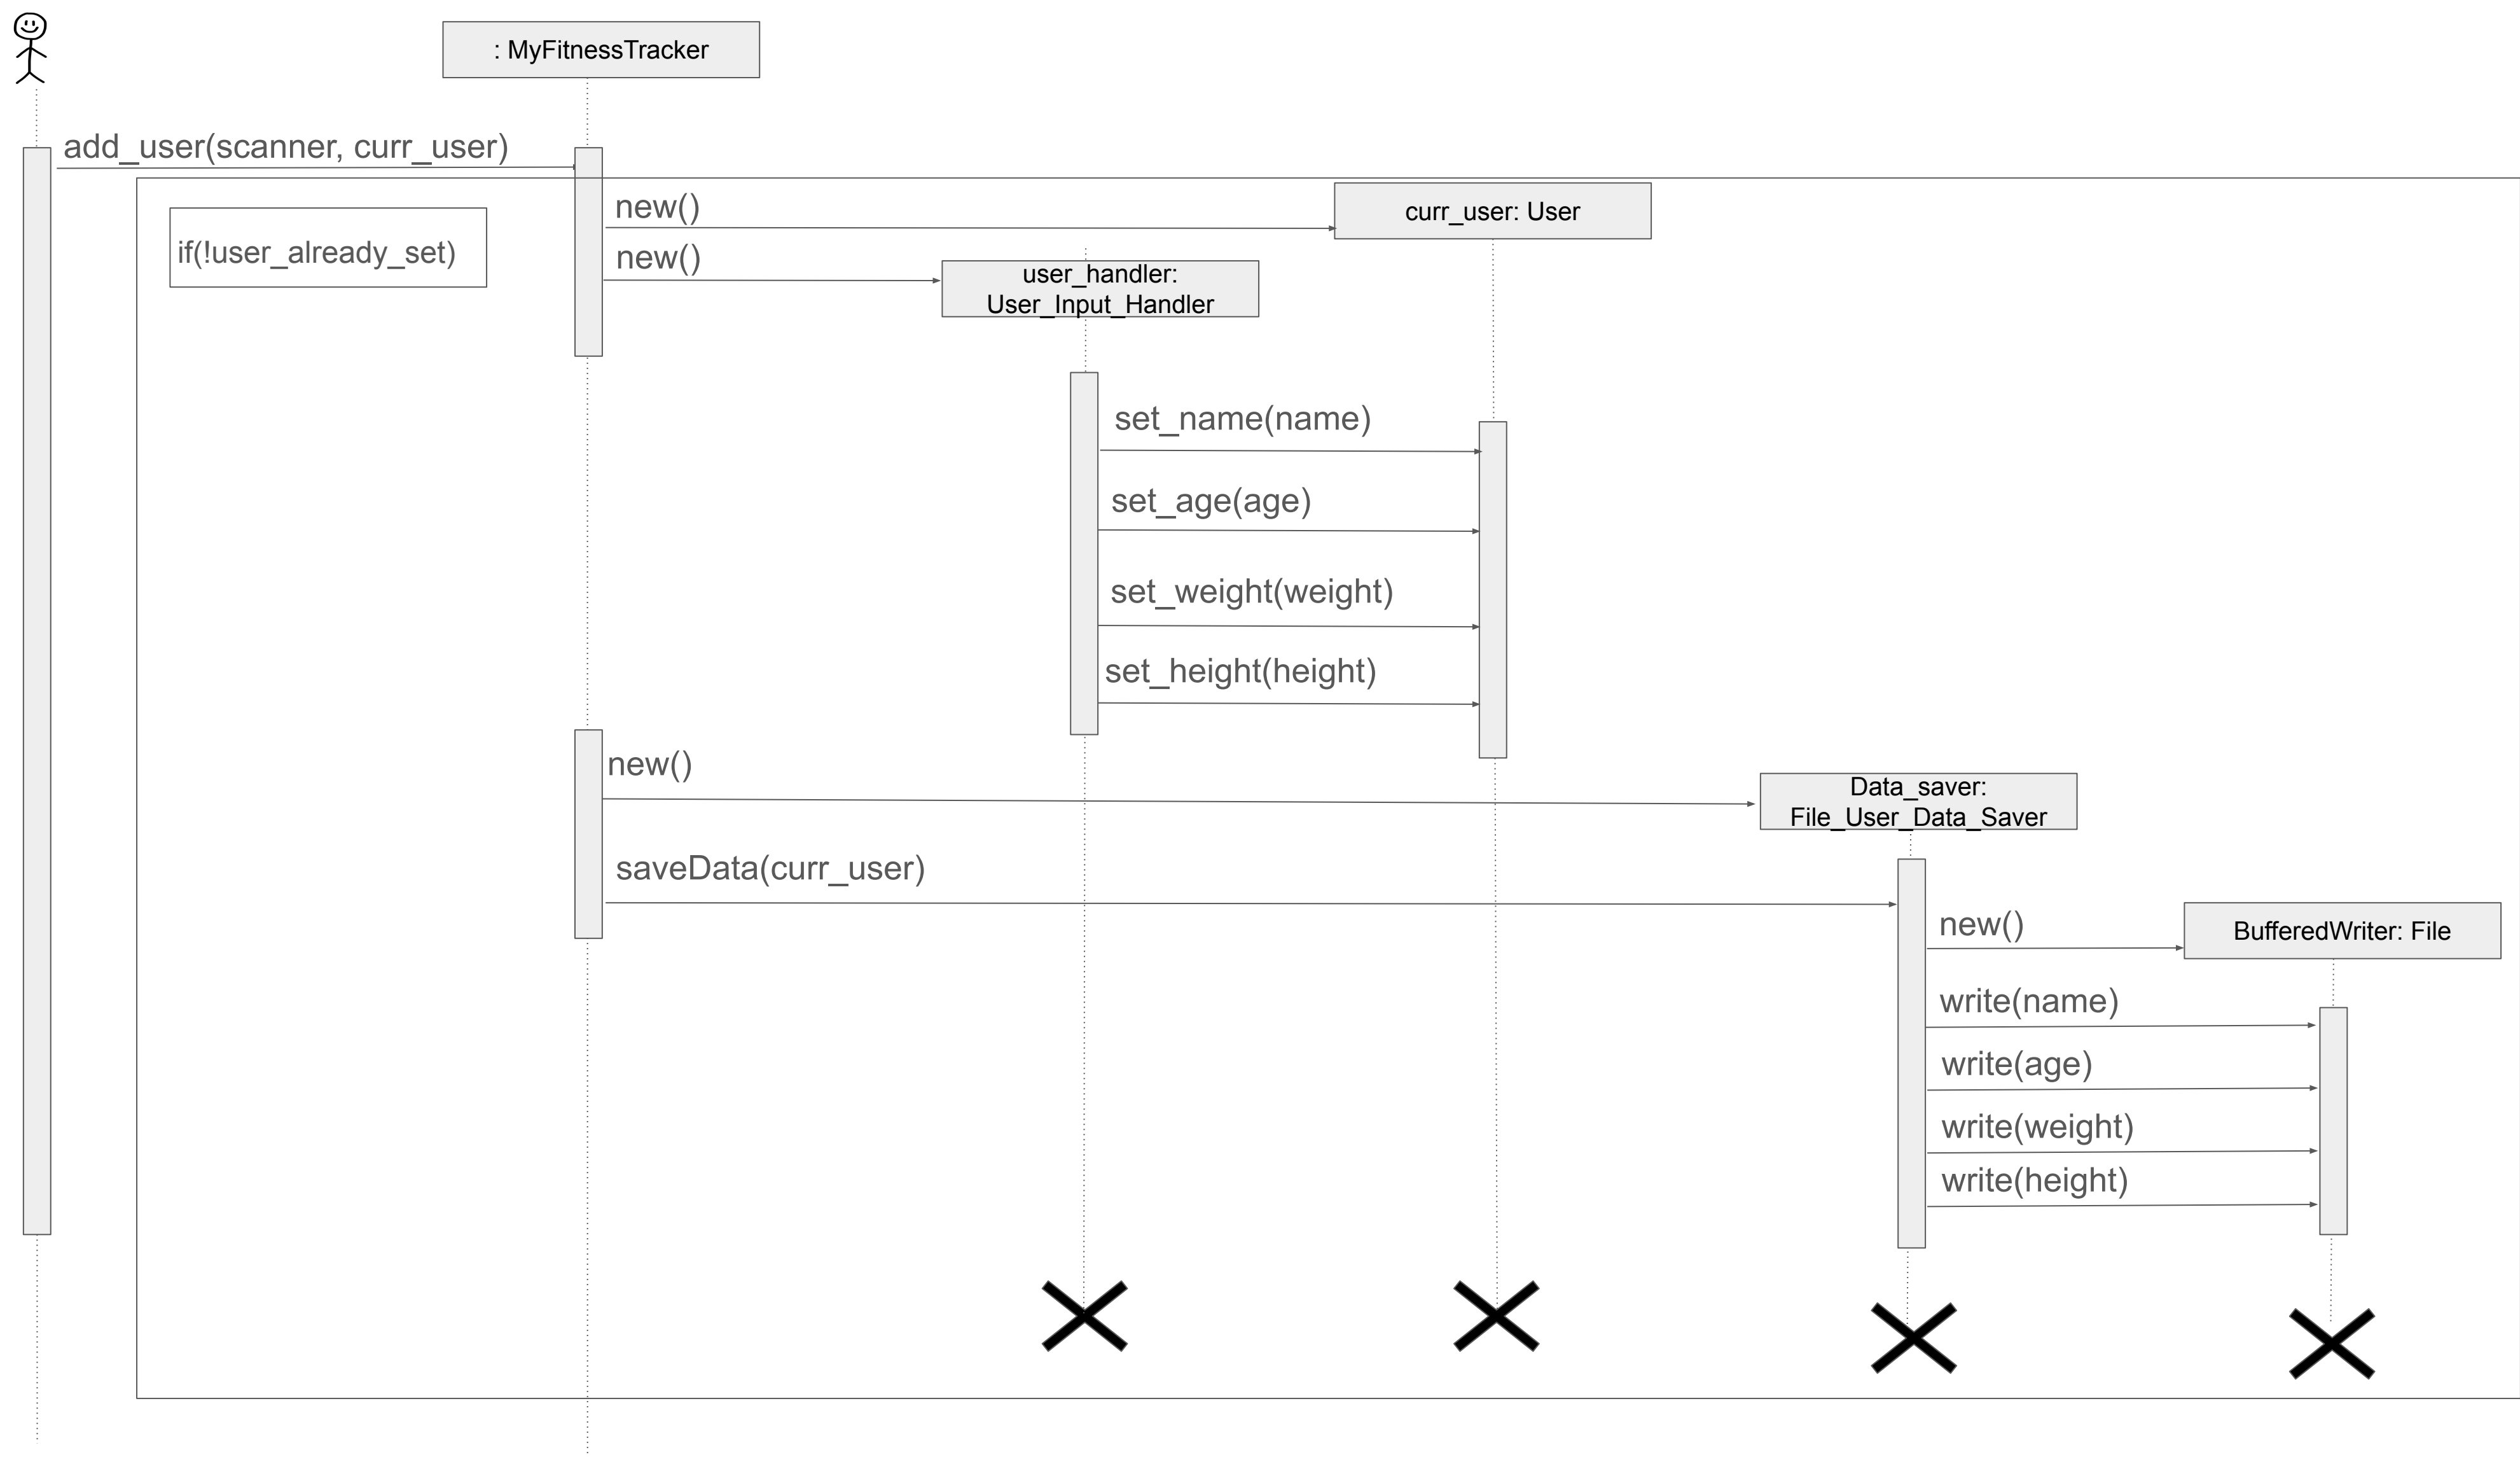 : MyFitnessTracker
add_user(scanner, curr_user)
new()
curr_user: User
if(!user_already_set)
new()
user_handler:
User_Input_Handler
set_name(name)
set_age(age)
set_weight(weight)
set_height(height)
new()
Data_saver:
File_User_Data_Saver
saveData(curr_user)
new()
BufferedWriter: File
write(name)
write(age)
write(weight)
write(height)